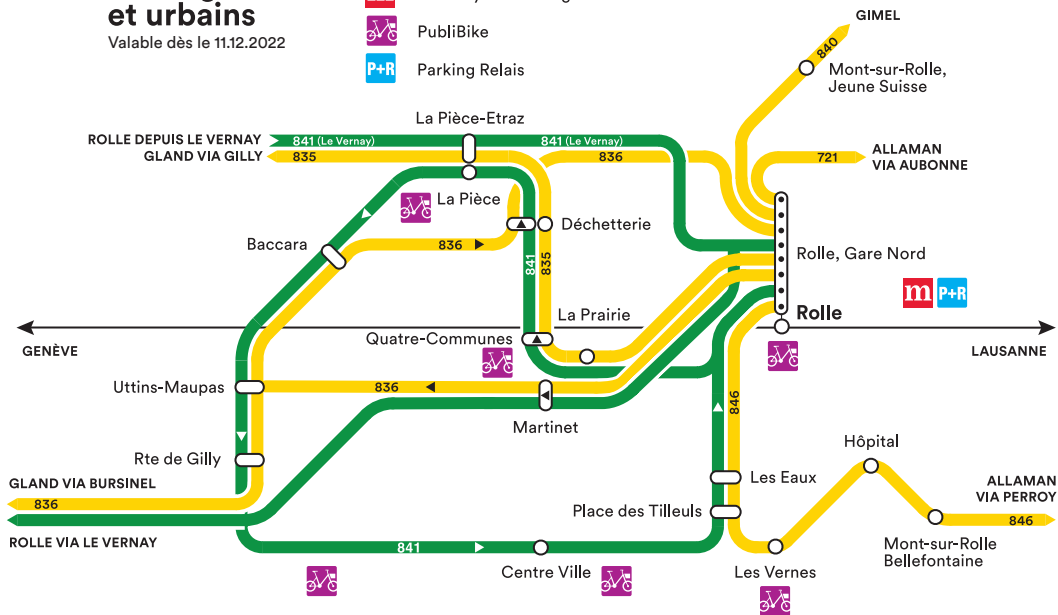 et urbains
Valable dès le 11.12.2022
PubliBike
P+R
Parking Relais
GIMEL
840
Mont-sur-Rolle,
Jeune Suisse
La Pièce-Etraz
ROLLE DEPUIS LE VERNAY
841 (Le Vernay)
841 (Le Vernay)
GLAND VIA GILLY
835
836
721
ALLAMAN
VIA AUBONNE
La Pièce
Déchetterie
Baccara
836
841
835
Rolle, Gare Nord
m
P+R
La Prairie
Rolle
Quatre-Communes
GENÈVE
LAUSANNE
Uttins-Maupas
836
846
Martinet
Hôpital
Rte de Gilly
Les Eaux
GLAND VIA BURSINEL
836
ALLAMAN
VIA PERROY
846
Place des Tilleuls
ROLLE VIA LE VERNAY
841
Mont-sur-Rolle
Bellefontaine
Centre Ville
Les Vernes